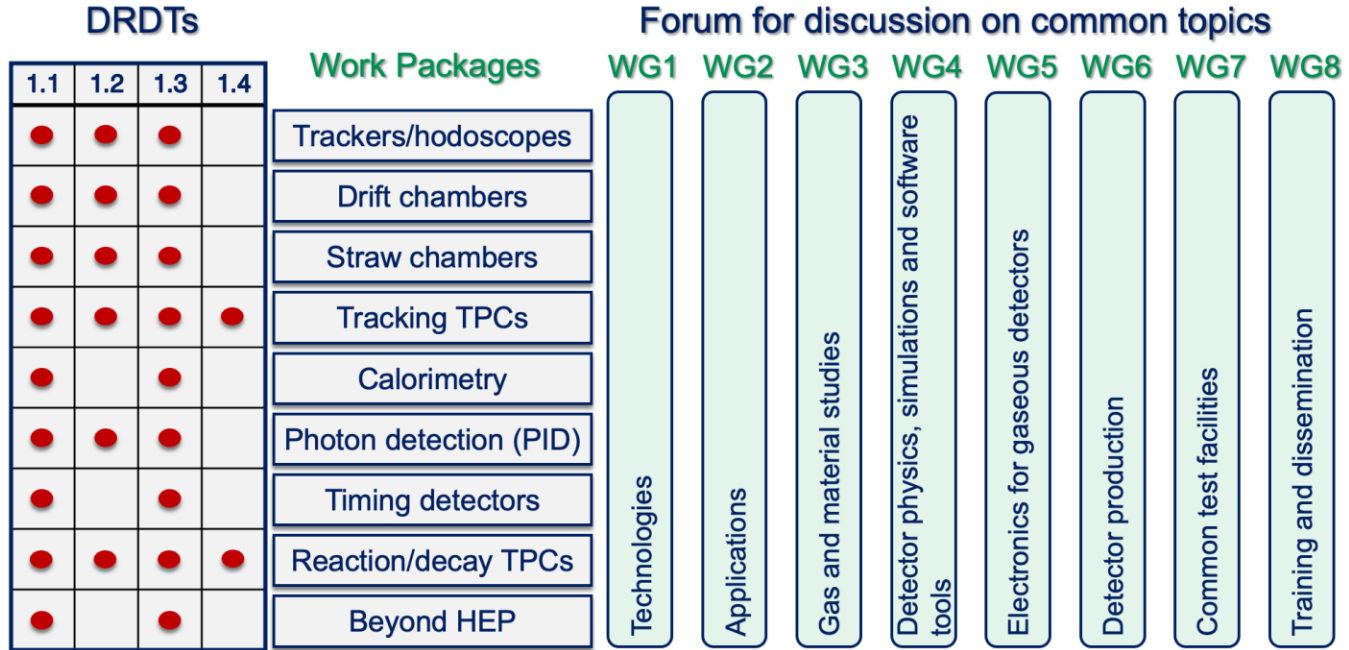 DRDTs
Forum for discussion on common topics
Work Packages
WG1 WG2 WG3 WG4 WG5 WG6 WG7 WG8
1.1 1.2 1.3 1.4
Trackers/hodoscopes
Drift chambers
Straw chambers
Tracking TPCs
Calorimetry
Photon detection (PID)
Timing detectors
Reaction/decay TPCs
Beyond HEP
Technologies
Applications
Gas and material studies
Detector physics, simulations and software
tools
Electronics for gaseous detectors
Detector production
Common test facilities
Training and dissemination